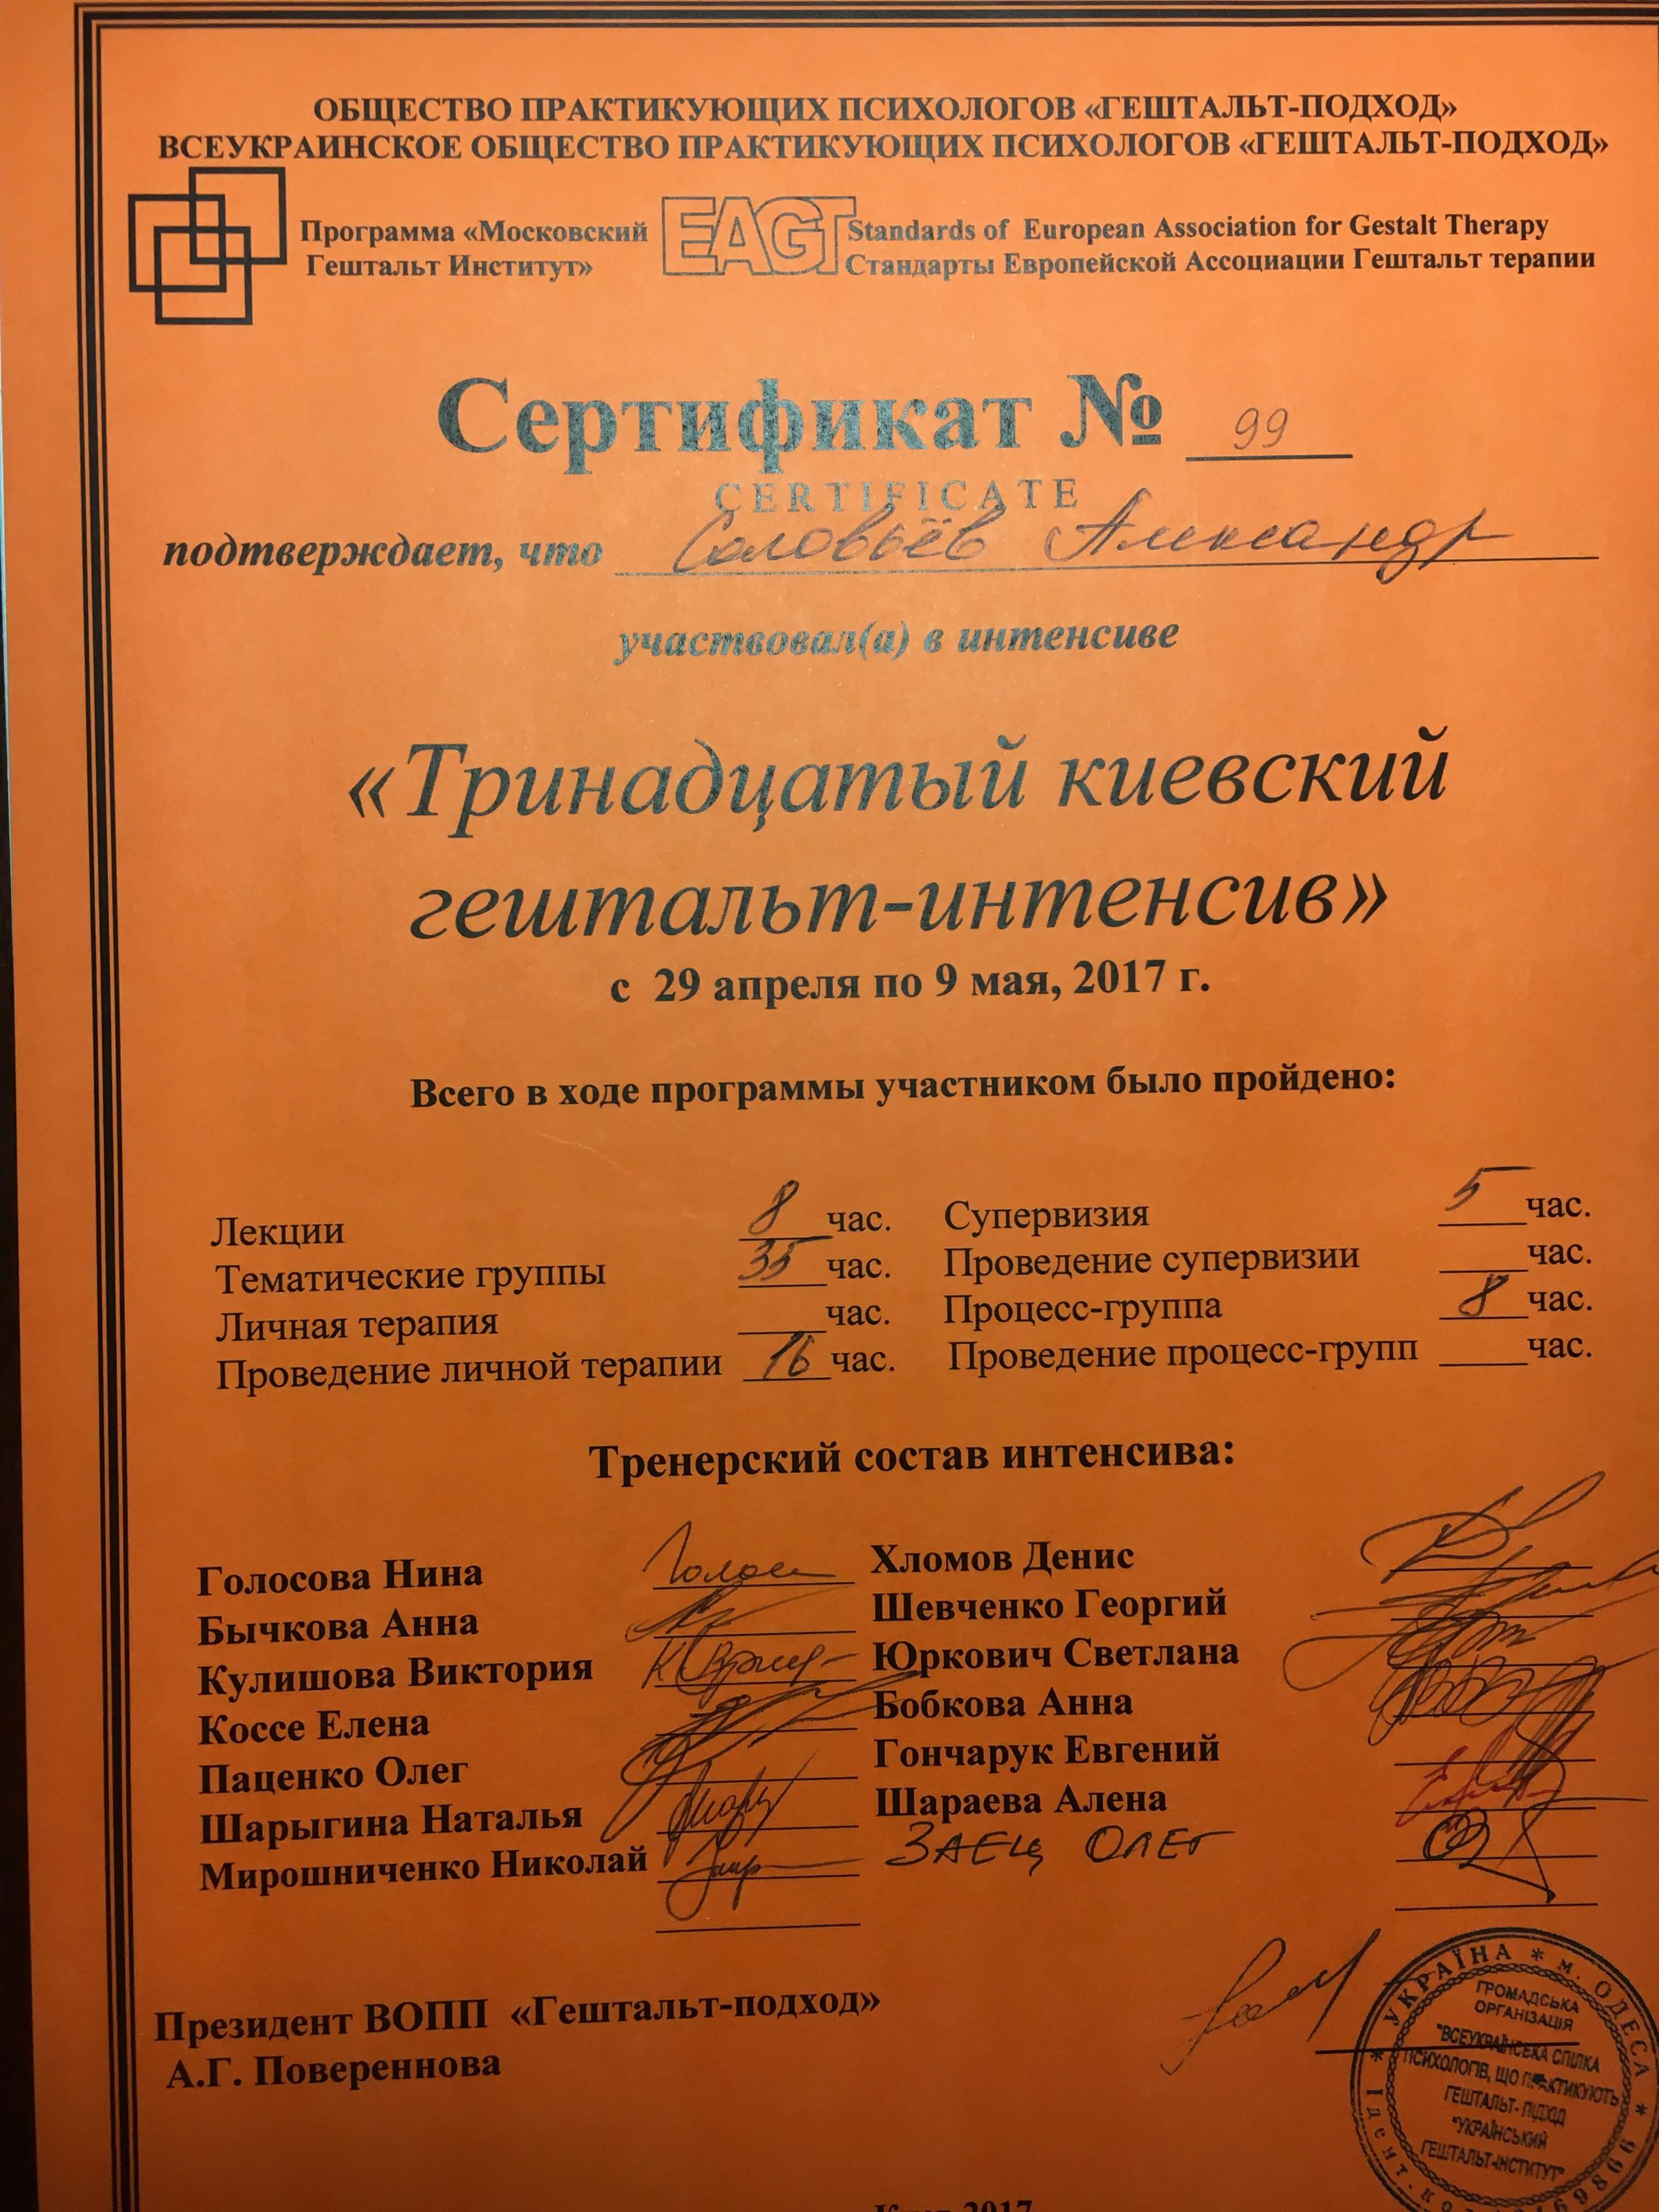 ОБЩЕСТВО ПРАКТИКУЮЩИХ ПСИХОЛОГОВ «ГЕШТАЛЬТ-ПОДХОД»
ВСЕУКРАИНСКОЕ ОБЩЕСТВО ПРАКТИКУЮЩИХ ПСИХОЛОГОВ «ГЕШТАЛЬТ-ПОДХОД»
Программа «Московский
Гештальт Институт»
EAGT
Standards of European Association for Gestalt Therapy
Стандарты Европейской Ассоциации Гештальт терапии
Сертификат № 99
CERTIFICATE
подтверждает, что Соловьёв Александр
участвовал(а) в интенсиве
«Тринадцатый киевский
гештальт-интенсив»
с 29 апреля по 9 мая, 2017 г.
Всего в ходе программы участником было пройдено:
Лекции 8 час. Супервизия 5 час.
Тематические группы 35 час. Проведение супервизии час.
Личная терапия час. Процесс-группа 8 час.
Проведение личной терапии 16 час. Проведение процесс-групп час.
Тренерский состав интенсива:
Голосова Нина Хломов Денис
Бычкова Анна Шевченко Георгий
Кулишова Виктория Юркович Светлана
Коссе Елена Бобкова Анна
Паценко Олег Гончарук Евгений
Шарыгина Наталья Шараева Алена
Мирошниченко Николай ЗАЕЦ ОЛЕГ
Президент ВОПП «Гештальт-подход»
А.Г. Повереннова
УКРАЇНА * м. ОДЕСА *
ГРОМАДСЬКА
ОРГАНІЗАЦІЯ
"ВСЕУКРАЇНСЬКА СПІЛКА
ПСИХОЛОГІВ, ЩО ПРАКТИКУЮТЬ
ГЕШТАЛЬТ-ПІДХІД
"УКРАЇНСЬКИЙ
ГЕШТАЛЬТ-ІНСТИТУТ"
Київ 2017